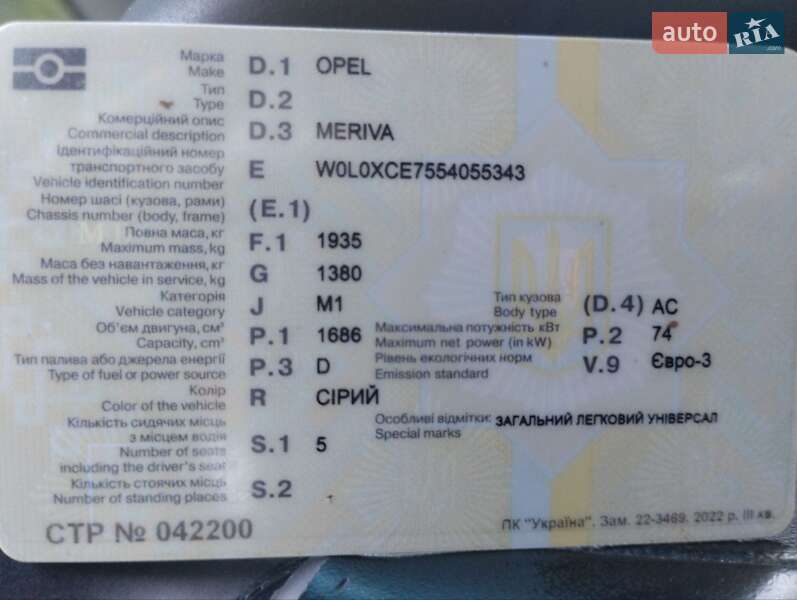 auto RIA .com
Марка D.1 OPEL
Make
Тип D.2
Type
Комерційний опис D.3 MERIVA
Commercial description
Ідентифікаційний номер
транспортного засобу E W0L0XCE7554055343
Vehicle identification number
Номер шасі (кузова, рами) (E.1)
Chassis number (body, frame)
Повна маса, кг F.1 1935
Maximum mass, kg
Маса без навантаження, кг G 1380
Mass of the vehicle in service, kg
Категорія J M1 Тип кузова (D.4) AC
Vehicle category Body type
Об'єм двигуна, см³ P.1 1686 Максимальна потужність кВт P.2 74
Capacity, cm³ Maximum net power (in kW)
Тип палива або джерела енергії P.3 D Рівень екологічних норм V.9 Євро-3
Type of fuel or power source Emission standard
Колір R СІРИЙ
Color of the vehicle
Кількість сидячих місць Особливі відмітки: ЗАГАЛЬНИЙ ЛЕГКОВИЙ УНІВЕРСАЛ
з місцем водія S.1 5 Special marks
Number of seats
including the driver's seat
Кількість стоячих місць S.2
Number of standing places
СТР № 042200 ПК "Україна". Зам. 22-3469. 2022 р. III кв.